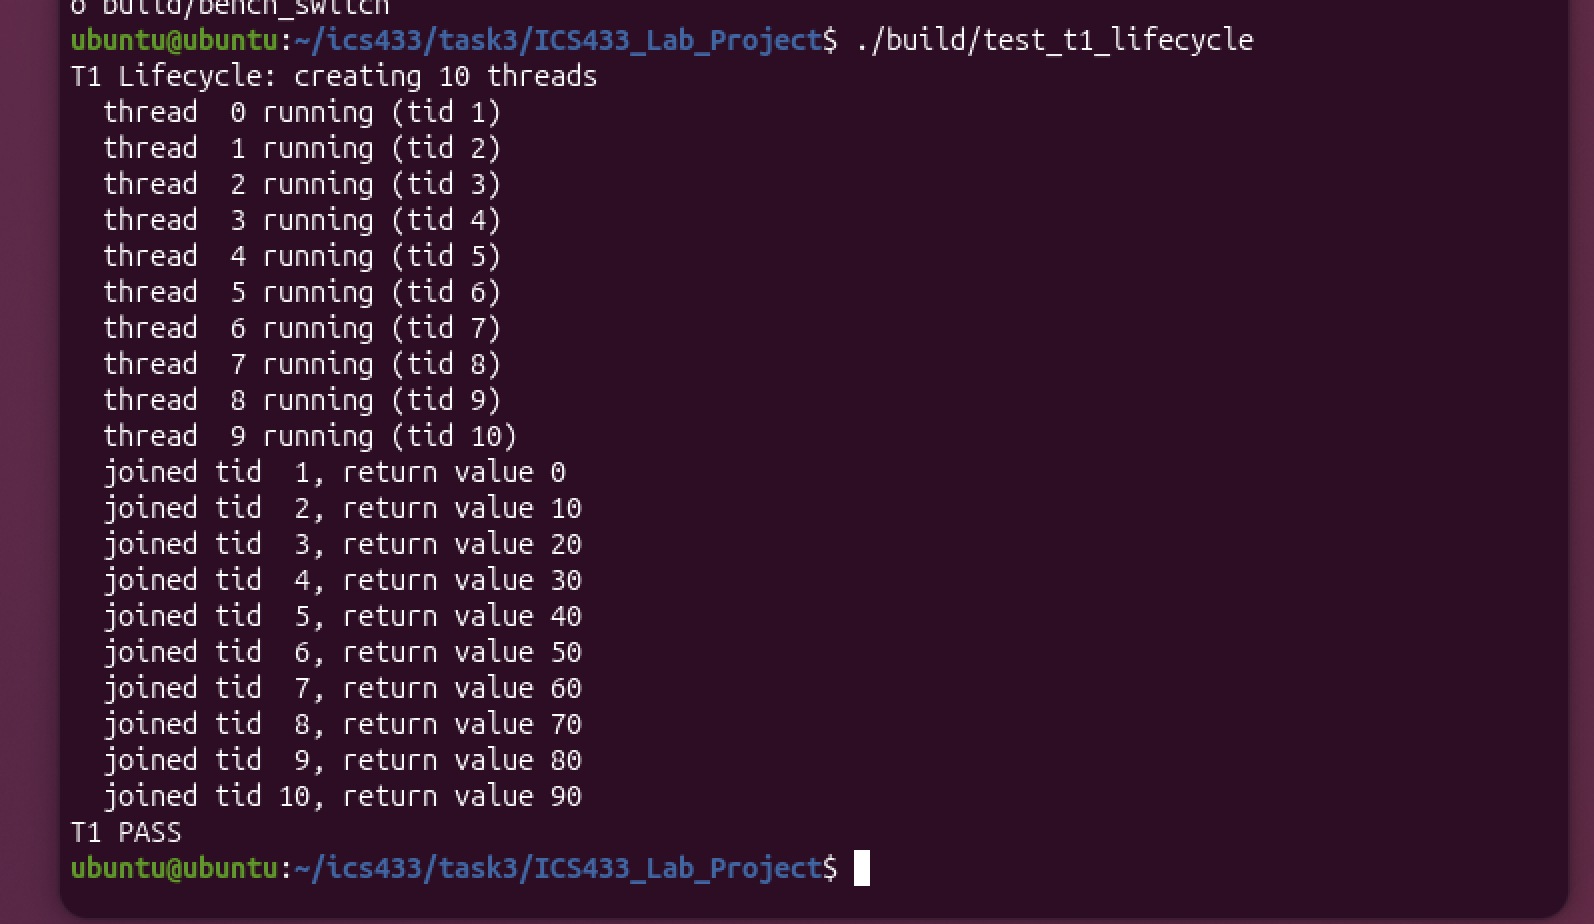 o build/bench_switch
ubuntu@ubuntu:~/ics433/task3/ICS433_Lab_Project$ ./build/test_t1_lifecycle
T1 Lifecycle: creating 10 threads
  thread  0 running (tid 1)
  thread  1 running (tid 2)
  thread  2 running (tid 3)
  thread  3 running (tid 4)
  thread  4 running (tid 5)
  thread  5 running (tid 6)
  thread  6 running (tid 7)
  thread  7 running (tid 8)
  thread  8 running (tid 9)
  thread  9 running (tid 10)
  joined tid  1, return value 0
  joined tid  2, return value 10
  joined tid  3, return value 20
  joined tid  4, return value 30
  joined tid  5, return value 40
  joined tid  6, return value 50
  joined tid  7, return value 60
  joined tid  8, return value 70
  joined tid  9, return value 80
  joined tid 10, return value 90
T1 PASS
ubuntu@ubuntu:~/ics433/task3/ICS433_Lab_Project$